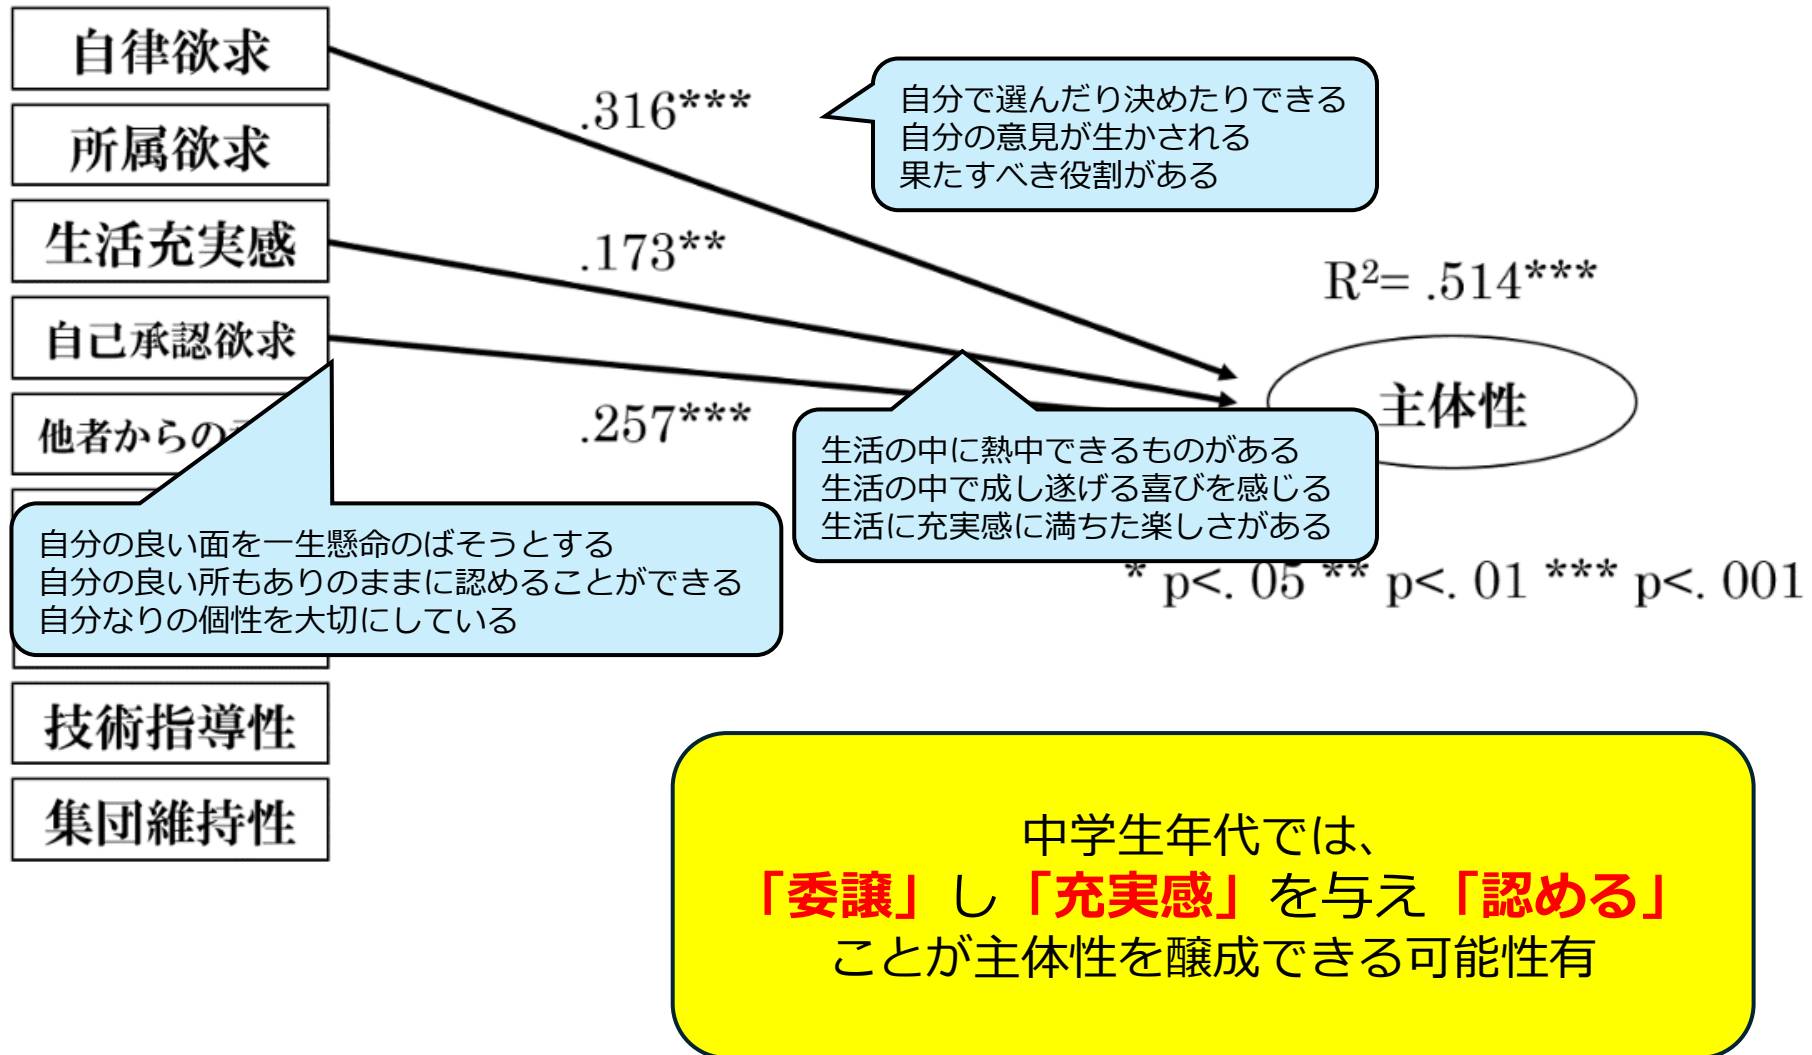 自律欲求
所属欲求
生活充実感
自己承認欲求
他者からの
技術指導性
集団維持性
.316***
.173**
.257***
自分で選んだり決めたりできる
自分の意見が生かされる
果たすべき役割がある
R²= .514***
主体性
生活の中に熱中できるものがある
生活の中で成し遂げる喜びを感じる
生活に充実感に満ちた楽しさがある
自分の良い面を一生懸命のばそうとする
自分の良い所もありのままに認めることができる
自分なりの個性を大切にしている
* p<. 05 ** p<. 01 *** p<. 001
中学生年代では、
「委譲」し「充実感」を与え「認める」
ことが主体性を醸成できる可能性有